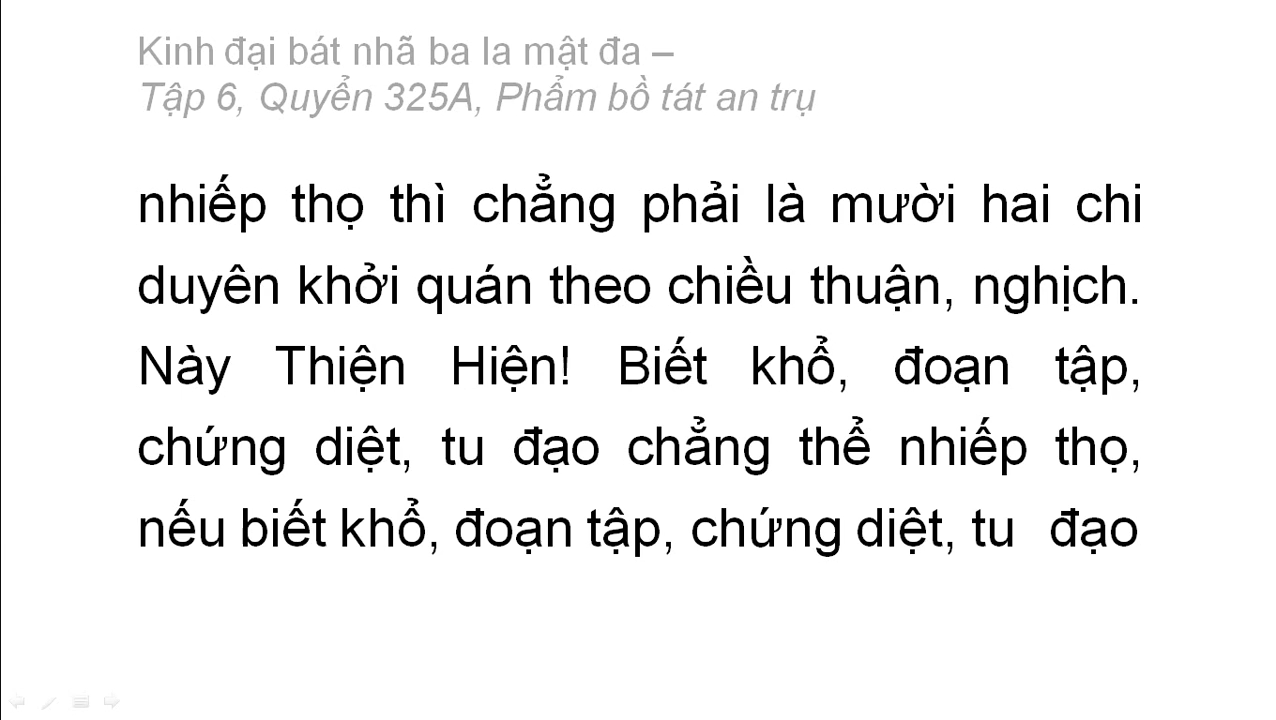 Kinh đại bát nhã ba la mật đa –
Tập 6, Quyển 325A, Phẩm bồ tát an trụ
nhiếp thọ thì chẳng phải là mười hai chi
duyên khởi quán theo chiều thuận, nghịch.
Này Thiện Hiện! Biết khổ, đoạn tập,
chứng diệt, tu đạo chẳng thể nhiếp thọ,
nếu biết khổ, đoạn tập, chứng diệt, tu đạo